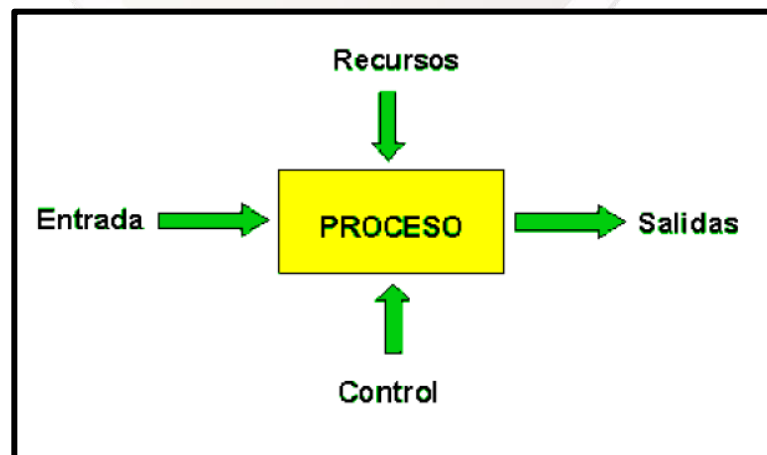 Recursos
Entrada
PROCESO
Salidas
Control